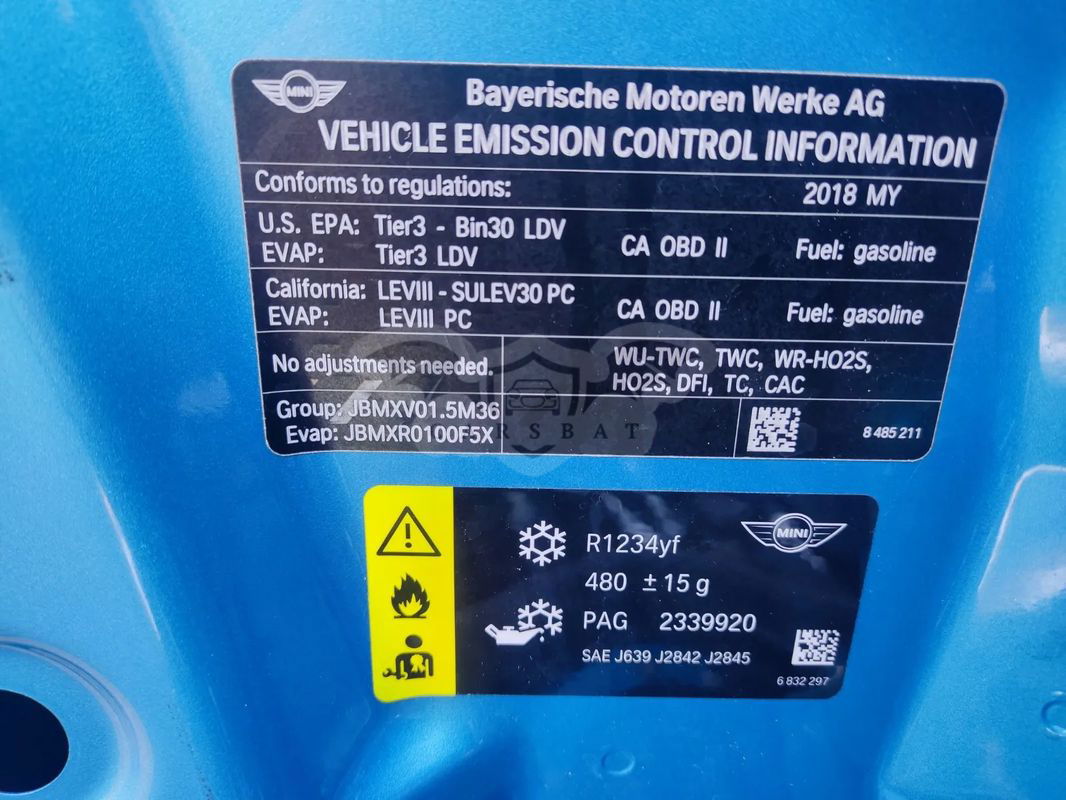 MINI
Bayerische Motoren Werke AG
VEHICLE EMISSION CONTROL INFORMATION
Conforms to regulations: 2018 MY
U.S. EPA: Tier3 - Bin30 LDV
EVAP: Tier3 LDV
CA OBD II Fuel: gasoline
California: LEVIII - SULEV30 PC
EVAP: LEVIII PC
CA OBD II Fuel: gasoline
No adjustments needed.
WU-TWC, TWC, WR-HO2S,
HO2S, DFI, TC, CAC
Group: JBMXV01.5M36
Evap: JBMXR0100F5X
8 485 211
RSBAT
R1234yf
MINI
480 ± 15 g
PAG 2339920
SAE J639 J2842 J2845
6 832 297